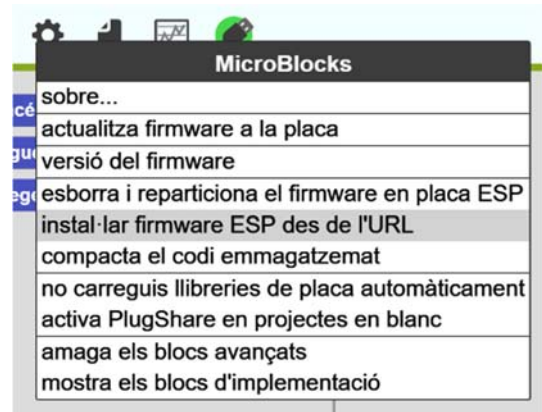 MicroBlocks
sobre...
actualitza firmware a la placa
versió del firmware
esborra i reparticiona el firmware en placa ESP
instal·lar firmware ESP des de l'URL
compacta el codi emmagatzemat
no carreguis llibreries de placa automàticament
activa PlugShare en projectes en blanc
amaga els blocs avançats
mostra els blocs d'implementació